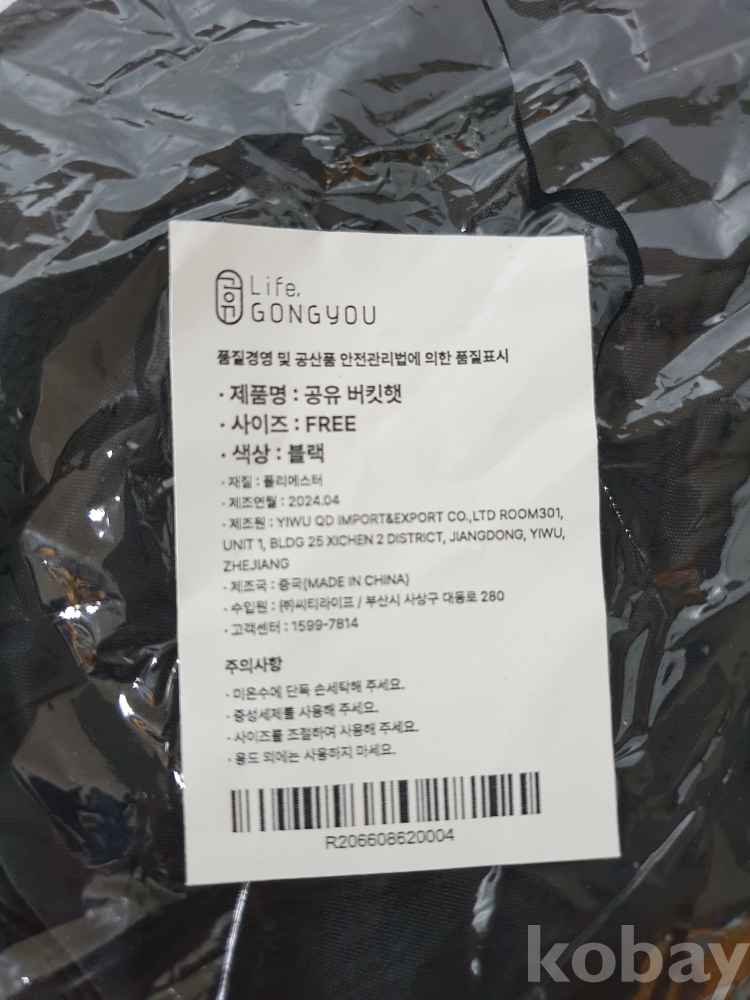 Life,
GONGYOU
품질경영 및 공산품 안전관리법에 의한 품질표시
· 제품명 : 공유 버킷햇
· 사이즈 : FREE
· 색상 : 블랙
· 재질 : 폴리에스터
· 제조연월 : 2024.04
· 제조원 : YIWU QD IMPORT&EXPORT CO.,LTD ROOM301,
UNIT 1, BLDG 25 XICHEN 2 DISTRICT, JIANGDONG, YIWU,
ZHEJIANG
· 제조국 : 중국(MADE IN CHINA)
· 수입원 : (주)씨티라이프 / 부산시 사상구 대동로 280
· 고객센터 : 1599-7814
주의사항
· 미온수에 단독 손세탁해 주세요.
· 중성세제를 사용해 주세요.
· 사이즈를 조절하여 사용해 주세요.
· 용도 외에는 사용하지 마세요.
R206608620004
kobay